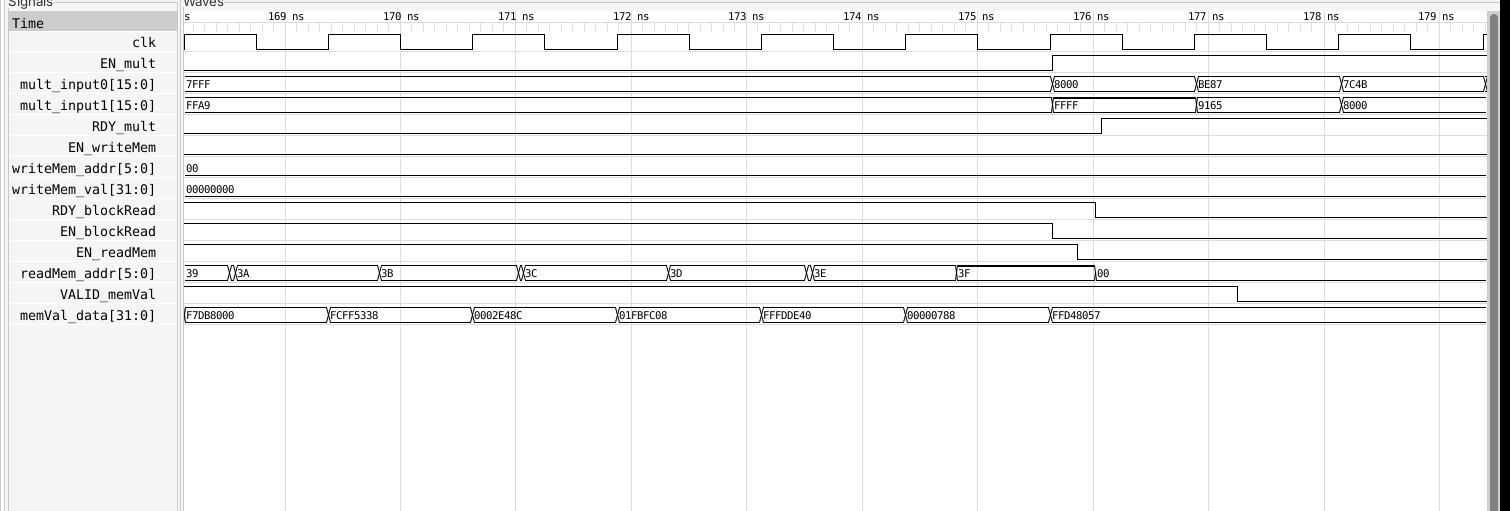 Signals
Waves
Time
s 169 ns 170 ns 171 ns 172 ns 173 ns 174 ns 175 ns 176 ns 177 ns 178 ns 179 ns
clk
EN_mult
mult_input0[15:0] 7FFF 8000 BE87 7C4B
mult_input1[15:0] FFA9 FFFF 9165 8000
RDY_mult
EN_writeMem
writeMem_addr[5:0] 00
writeMem_val[31:0] 00000000
RDY_blockRead
EN_blockRead
EN_readMem
readMem_addr[5:0] 39 3A 3B 3C 3D 3E 3F 00
VALID_memVal
memVal_data[31:0] F7DB8000 FCFF5338 0002E48C 01FBFC08 FFFDDE40 00000788 FFD48057